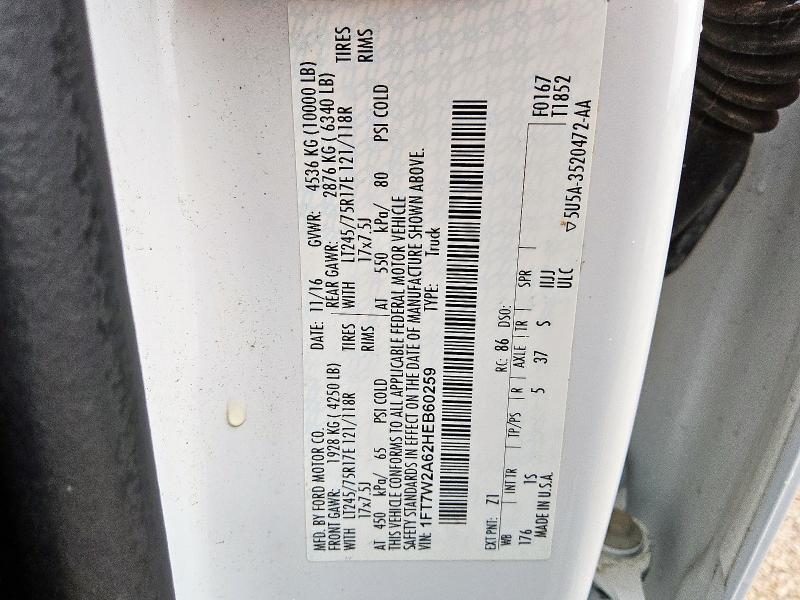 MFD. BY FORD MOTOR CO. DATE: 11/16 GVWR: 4536 KG (10000 LB)
FRONT GAWR: 1928 KG ( 4250 LB) REAR GAWR: 2876 KG ( 6340 LB)
WITH LT245/75R17E 121/118R TIRES WITH LT245/75R17E 121/118R TIRES
17x7.5J RIMS 17x7.5J RIMS
AT 450 kPa/ 65 PSI COLD AT 550 kPa/ 80 PSI COLD
THIS VEHICLE CONFORMS TO ALL APPLICABLE FEDERAL MOTOR VEHICLE
SAFETY STANDARDS IN EFFECT ON THE DATE OF MANUFACTURE SHOWN ABOVE.
VIN: 1FT7W2A62HEB60259 TYPE: Truck
EXT PNT: Z1 RC: 86 DSO: F0167
T1852
WB INT TR TP/PS R AXLE TR SPR
176 1S 5 37 S IIJJ
MADE IN U.S.A. ULC ▽5U5A-3520472-AA